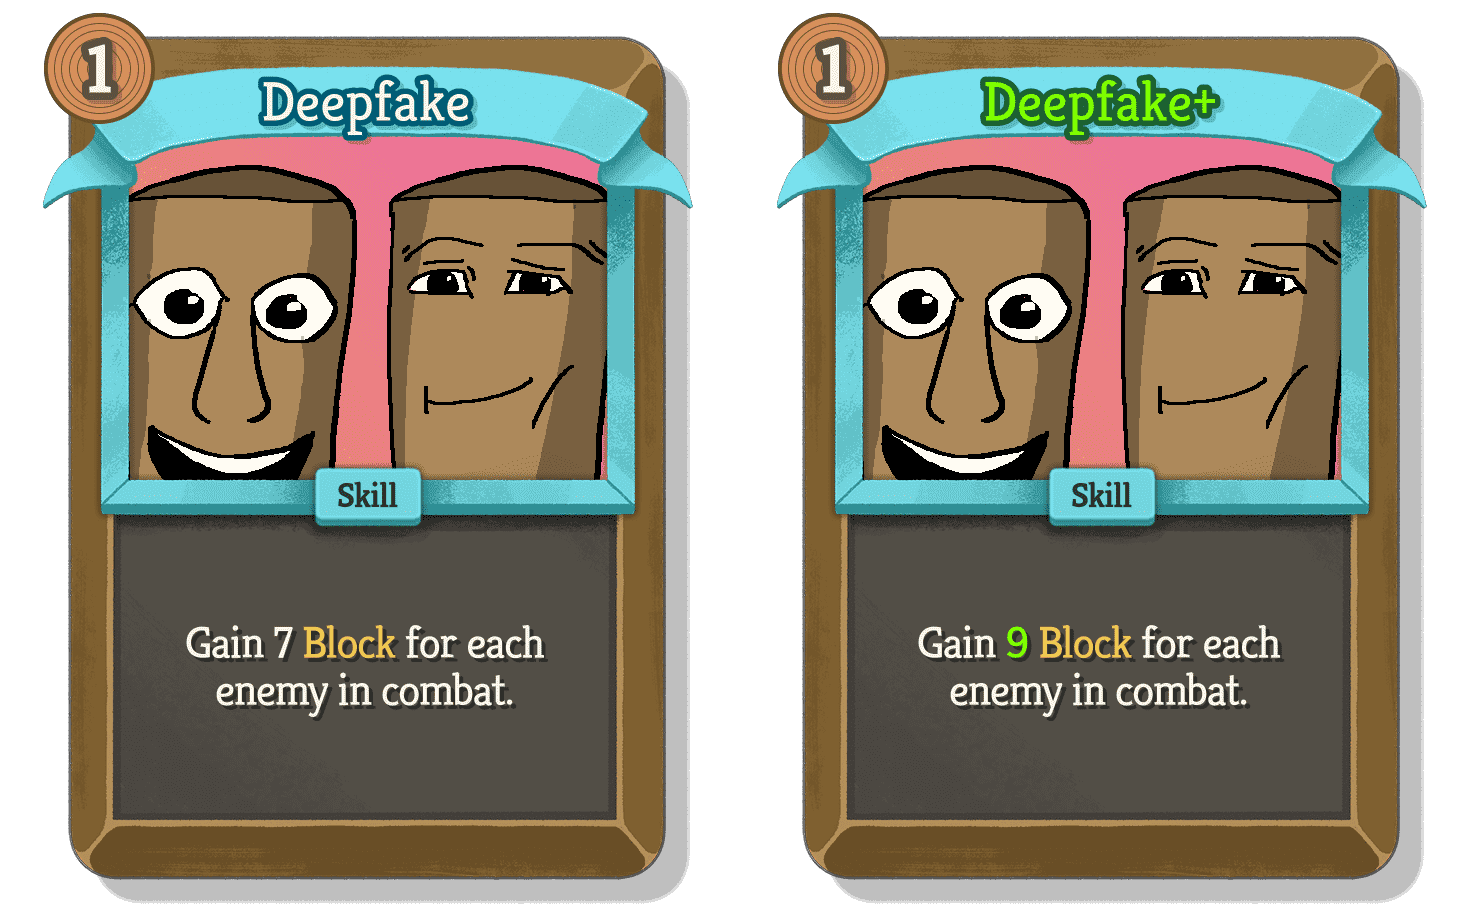 1
Deepfake
Skill
Gain 7 Block for each
enemy in combat.
1
Deepfake+
Skill
Gain 9 Block for each
enemy in combat.